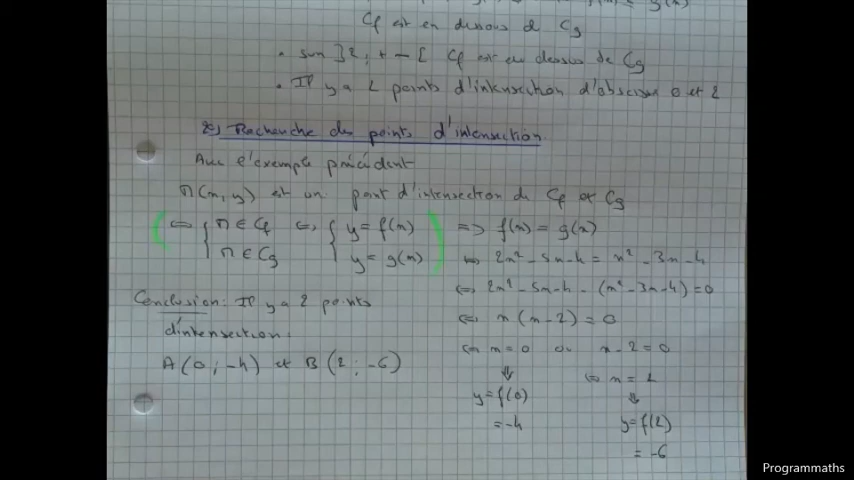 g(x)
Cf est en dessous de Cg
• sur ]2 ; +∞[ Cf est au dessus de Cg
• Il y a 2 points d'intersection d'abscisse 0 et 2
2) Recherche des points d'intersection
Avec l'exemple précédent
M(x, y) est un point d'intersection de Cf et Cg
⇔ { M ∈ Cf ⇔ { y = f(x) => f(x) = g(x)
M ∈ Cg y = g(x) ⇔ 2x² - 5x - 4 = x² - 3x - 4
⇔ 2x² - 5x - 4 - (x² - 3x - 4) = 0
Conclusion : Il y a 2 points
d'intersection.
⇔ x(x - 2) = 0
A(0 ; -4) et B(2 ; -6)
⇔ x = 0 ou x - 2 = 0
⇔ x = 2
y = f(0)
= -4
y = f(2)
= -6
Programmaths